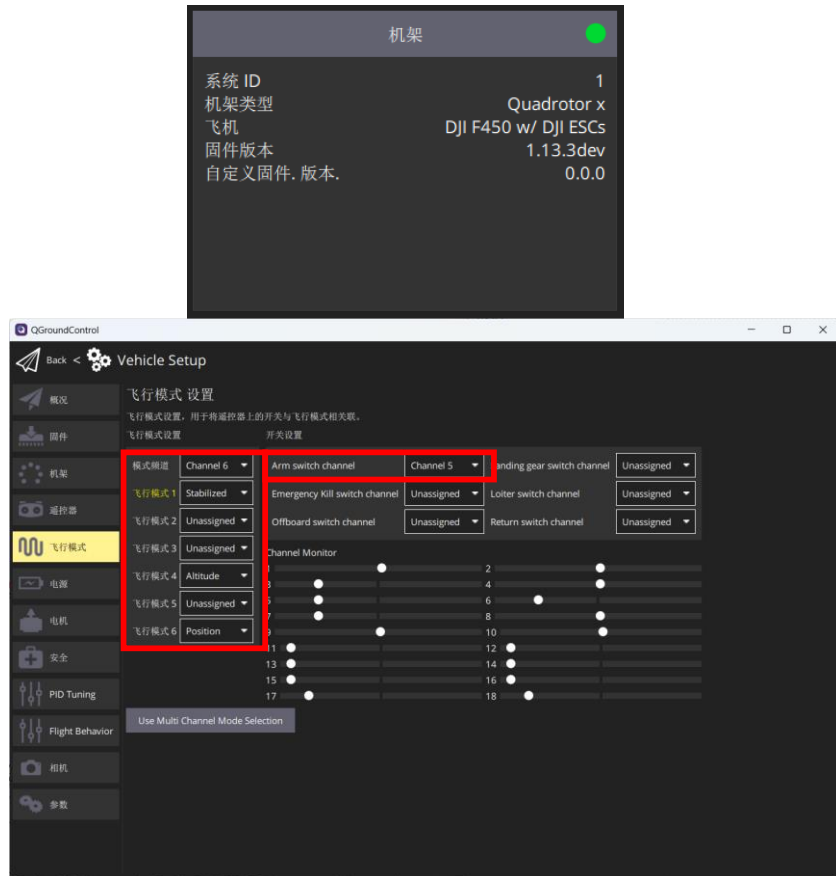 机架
系统 ID 1
机架类型 Quadrotor x
飞机 DJI F450 w/ DJI ESCs
固件版本 1.13.3dev
自定义固件. 版本. 0.0.0
QGroundControl
Back < Vehicle Setup
概况
固件
机架
遥控器
飞行模式
电源
电机
安全
PID Tuning
Flight Behavior
相机
参数
飞行模式 设置
飞行模式设置，用于将遥控器上的开关与飞行模式相关联。
飞行模式设置 开关设置
模式频道 Channel 6 Arm switch channel Channel 5 Landing gear switch channel Unassigned
飞行模式 1 Stabilized Emergency Kill switch channel Unassigned Loiter switch channel Unassigned
飞行模式 2 Unassigned Offboard switch channel Unassigned Return switch channel Unassigned
飞行模式 3 Unassigned Channel Monitor
飞行模式 4 Altitude
飞行模式 5 Unassigned
飞行模式 6 Position
1 2
3 4
5 6
7 8
9 10
11 12
13 14
15 16
17 18
Use Multi Channel Mode Selection